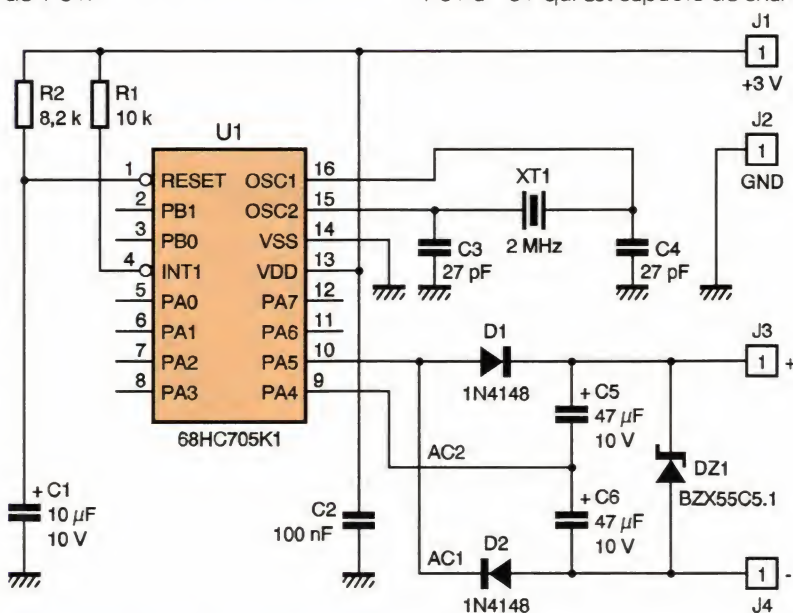 J1
1
+3 V
R2
8,2 k
R1
10 k
U1
J2
1
GND
1 RESET OSC1 16
2 PB1 OSC2 15
3 PB0 VSS 14
4 INT1 VDD 13
5 PA0 PA7 12
6 PA1 PA6 11
7 PA2 PA5 10
8 PA3 PA4 9
68HC705K1
XT1
2 MHz
C3
27 pF
C4
27 pF
D1
1N4148
J3
1 +
+ C5
47 µF
10 V
AC2
DZ1
BZX55C5.1
+ C1
10 µF
10 V
C2
100 nF
+ C6
47 µF
10 V
AC1
D2
1N4148
1 -
J4